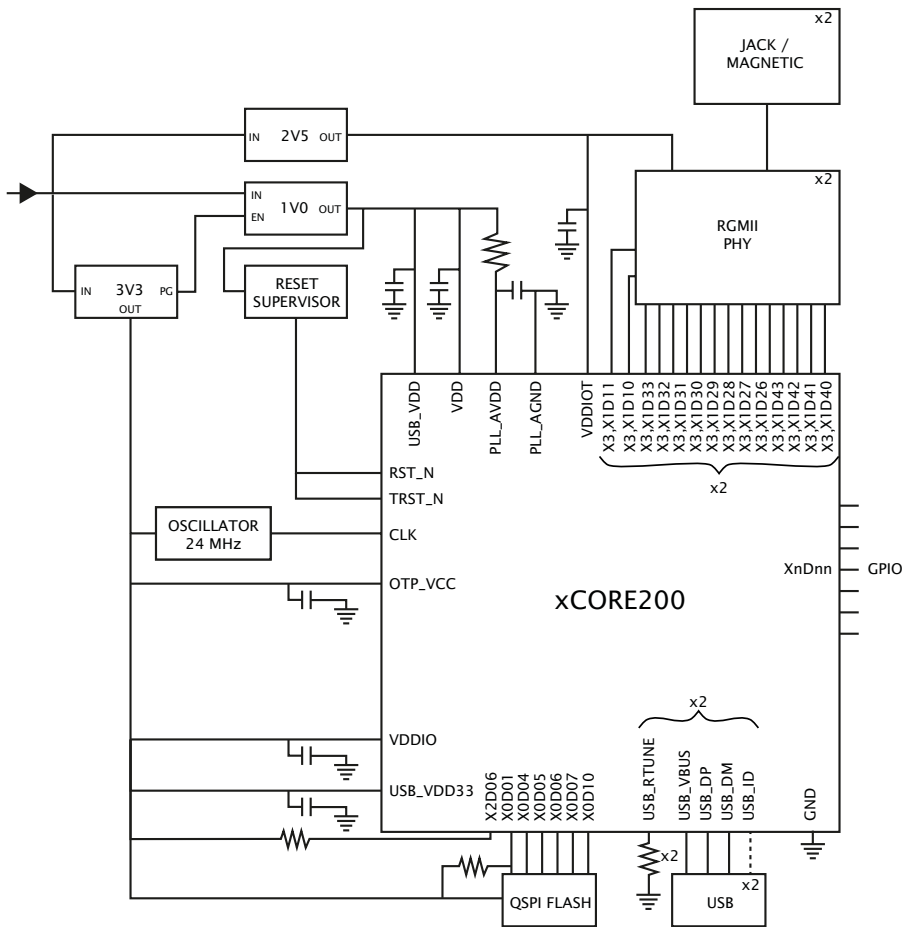 x2
JACK /
MAGNETIC
IN 2V5 OUT
x2
RGMII
PHY
IN
1V0 OUT
EN
IN 3V3 PG
OUT
RESET
SUPERVISOR
USB_VDD
VDD
PLL_AVDD
PLL_AGND
VDDIOT
X3,X1D11
X3,X1D10
X3,X1D33
X3,X1D32
X3,X1D31
X3,X1D30
X3,X1D29
X3,X1D28
X3,X1D27
X3,X1D26
X3,X1D43
X3,X1D42
X3,X1D41
X3,X1D40
x2
RST_N
TRST_N
OSCILLATOR
24 MHz
CLK
XnDnn GPIO
OTP_VCC
xCORE200
x2
VDDIO
USB_VDD33
X2D06
X0D01
X0D04
X0D05
X0D06
X0D07
X0D10
USB_RTUNE
USB_VBUS
USB_DP
USB_DM
USB_ID
GND
x2
QSPI FLASH
x2
USB